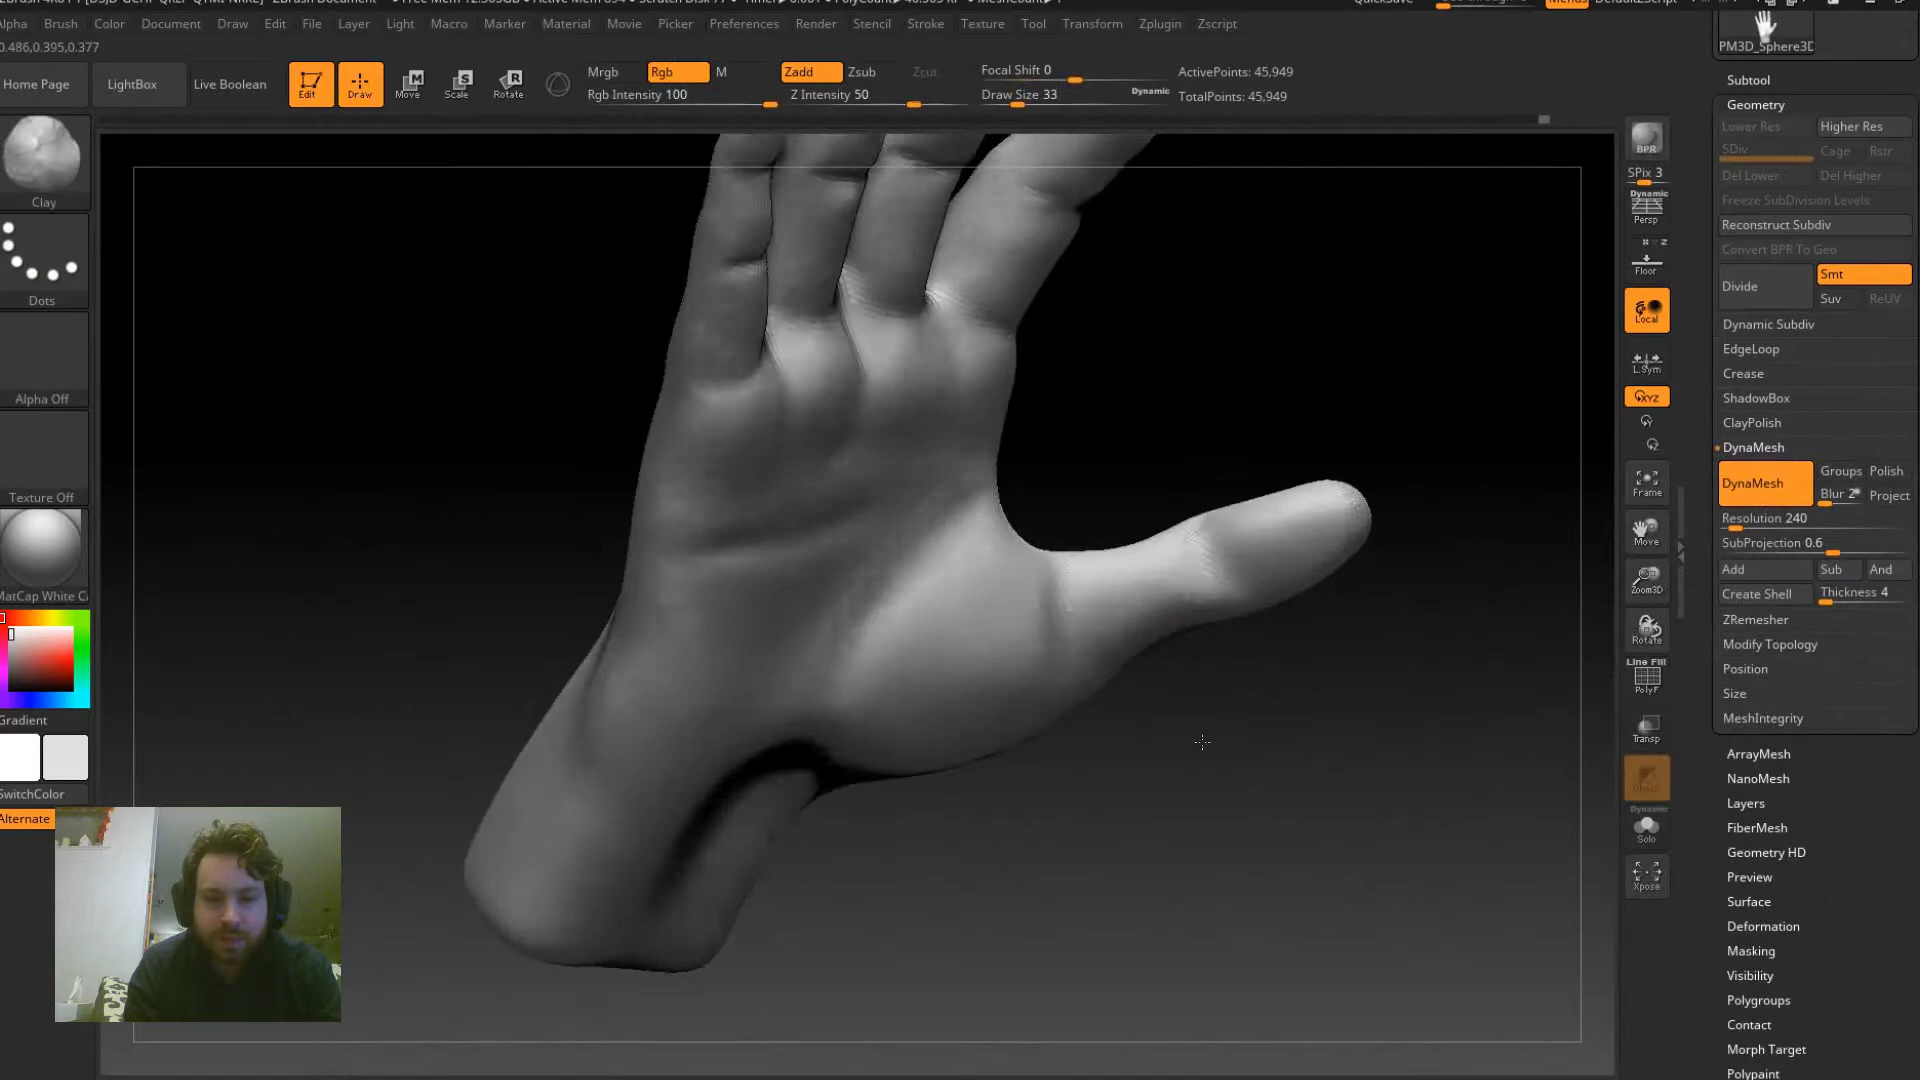 QuickSave
Menus
DefaultZScript
Alpha Brush Color Document Draw Edit File Layer Light Macro Marker Material Movie Picker Preferences Render Stencil Stroke Texture Tool Transform Zplugin Zscript
0.486,0.395,0.377
Home Page
LightBox
Live Boolean
Edit
Draw
Move
Scale
Rotate
Mrgb Rgb M
Rgb Intensity 100
Zadd Zsub Zcut
Z Intensity 50
Focal Shift 0
Draw Size 33
Dynamic
ActivePoints: 45,949
TotalPoints: 45,949
Clay
Dots
Alpha Off
Texture Off
MatCap White Ca
Gradient
SwitchColor
Alternate
BPR
SPix 3
Dynamic
Persp
Floor
Local
L.Sym
XYZ
Frame
Move
Zoom3D
Rotate
Line Fill
PolyF
Transp
Dynamic
Solo
Xpose
PM3D_Sphere3D
Subtool
Geometry
Lower Res Higher Res
SDiv Cage Rstr
Del Lower Del Higher
Freeze SubDivision Levels
Reconstruct Subdiv
Convert BPR To Geo
Divide Smt
Suv ReUV
Dynamic Subdiv
EdgeLoop
Crease
ShadowBox
ClayPolish
DynaMesh
DynaMesh Groups Polish
Blur 2 Project
Resolution 240
SubProjection 0.6
Add Sub And
Create Shell Thickness 4
ZRemesher
Modify Topology
Position
Size
MeshIntegrity
ArrayMesh
NanoMesh
Layers
FiberMesh
Geometry HD
Preview
Surface
Deformation
Masking
Visibility
Polygroups
Contact
Morph Target
Polypaint